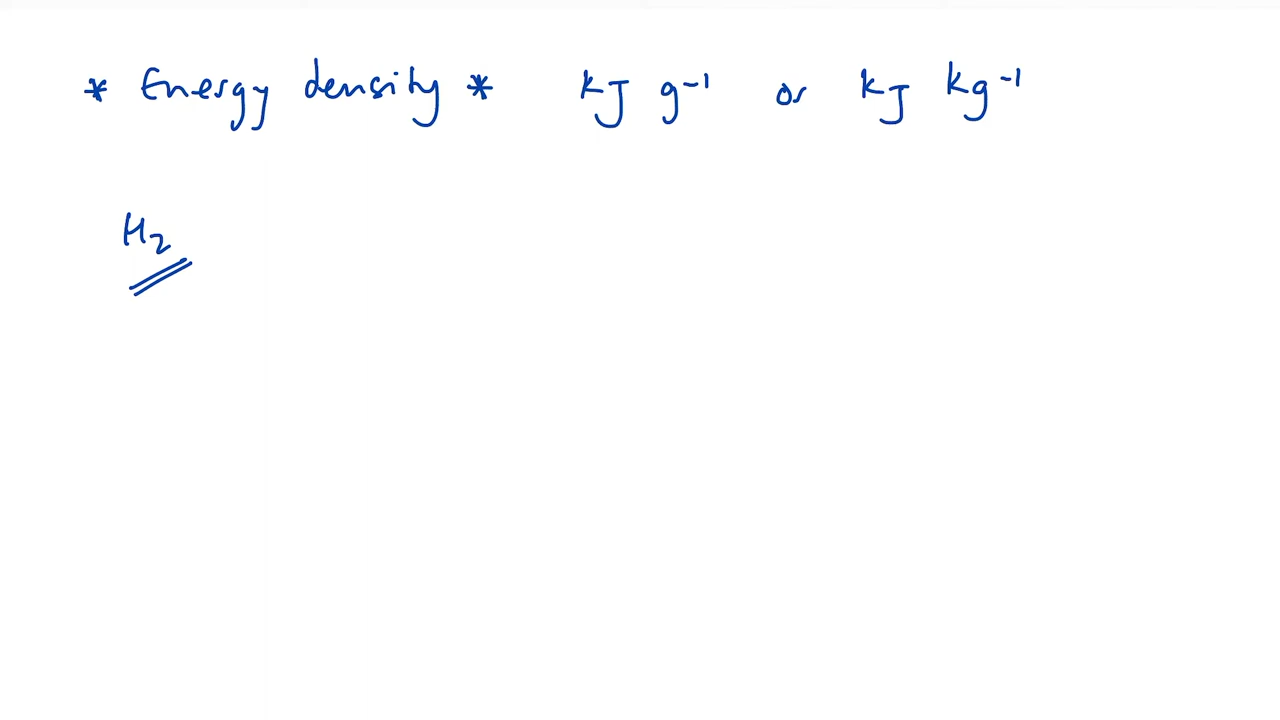 * Energy density * kJ g⁻¹ or kJ kg⁻¹
H₂